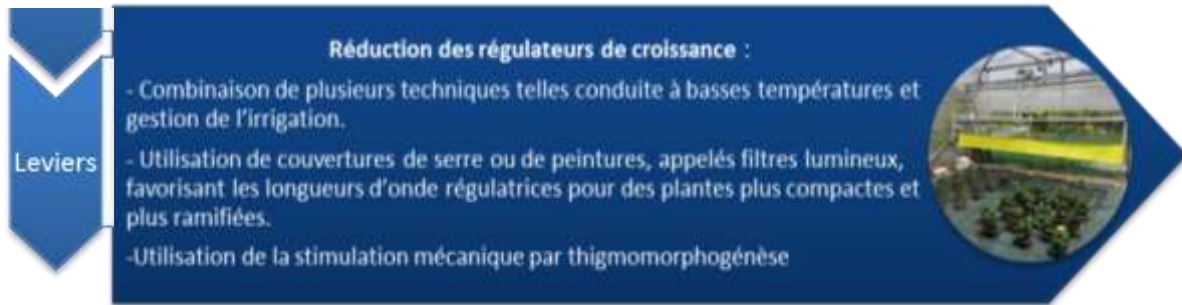 Leviers
Réduction des régulateurs de croissance :
- Combinaison de plusieurs techniques telles conduite à basses températures et
gestion de l'irrigation.
- Utilisation de couvertures de serre ou de peintures, appelés filtres lumineux,
favorisant les longueurs d'onde régulatrices pour des plantes plus compactes et
plus ramifiées.
-Utilisation de la stimulation mécanique par thigmomorphogénèse